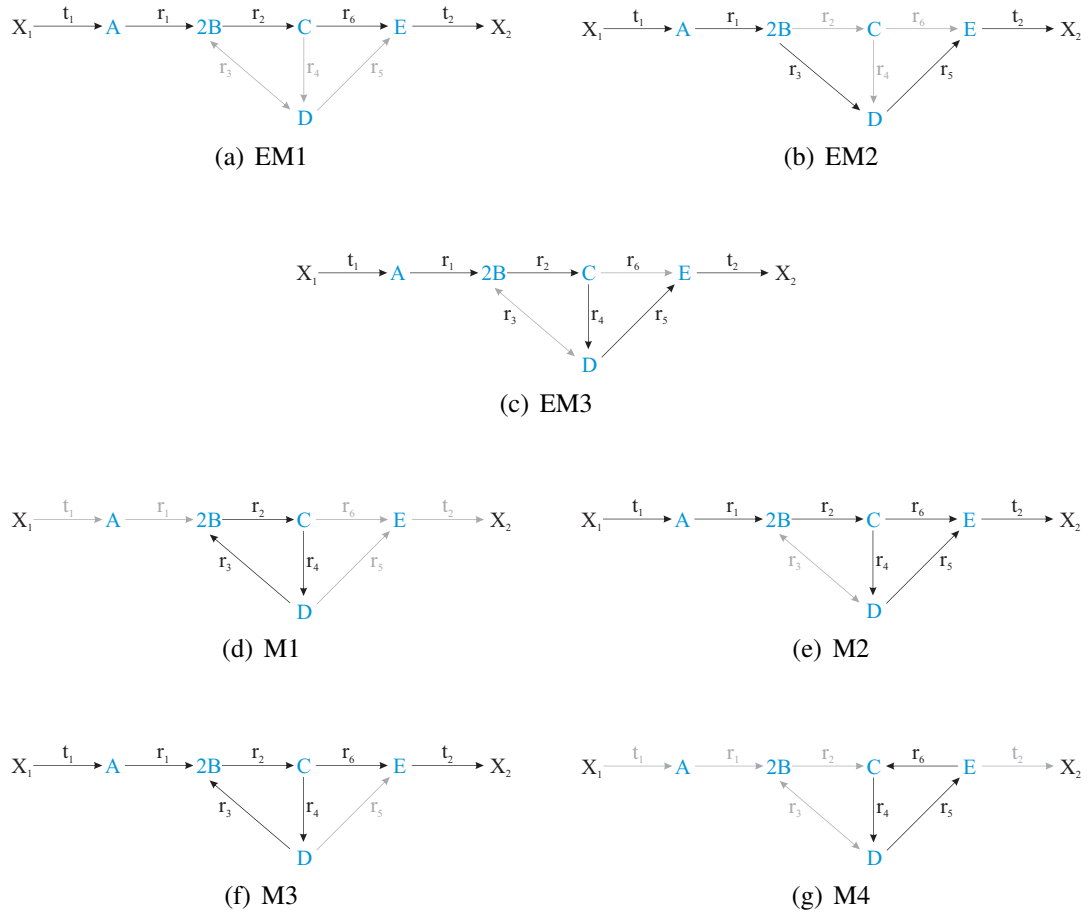 t₁ r₁ r₂ r₆ t₂
X₁ A 2B C E X₂
r₃ r₄ r₅
D
(a) EM1
t₁ r₁ r₂ r₆ t₂
X₁ A 2B C E X₂
r₃ r₄ r₅
D
(b) EM2
t₁ r₁ r₂ r₆ t₂
X₁ A 2B C E X₂
r₃ r₄ r₅
D
(c) EM3
t₁ r₁ r₂ r₆ t₂
X₁ A 2B C E X₂
r₃ r₄ r₅
D
(d) M1
t₁ r₁ r₂ r₆ t₂
X₁ A 2B C E X₂
r₃ r₄ r₅
D
(e) M2
t₁ r₁ r₂ r₆ t₂
X₁ A 2B C E X₂
r₃ r₄ r₅
D
(f) M3
t₁ r₁ r₂ r₆ t₂
X₁ A 2B C E X₂
r₃ r₄ r₅
D
(g) M4